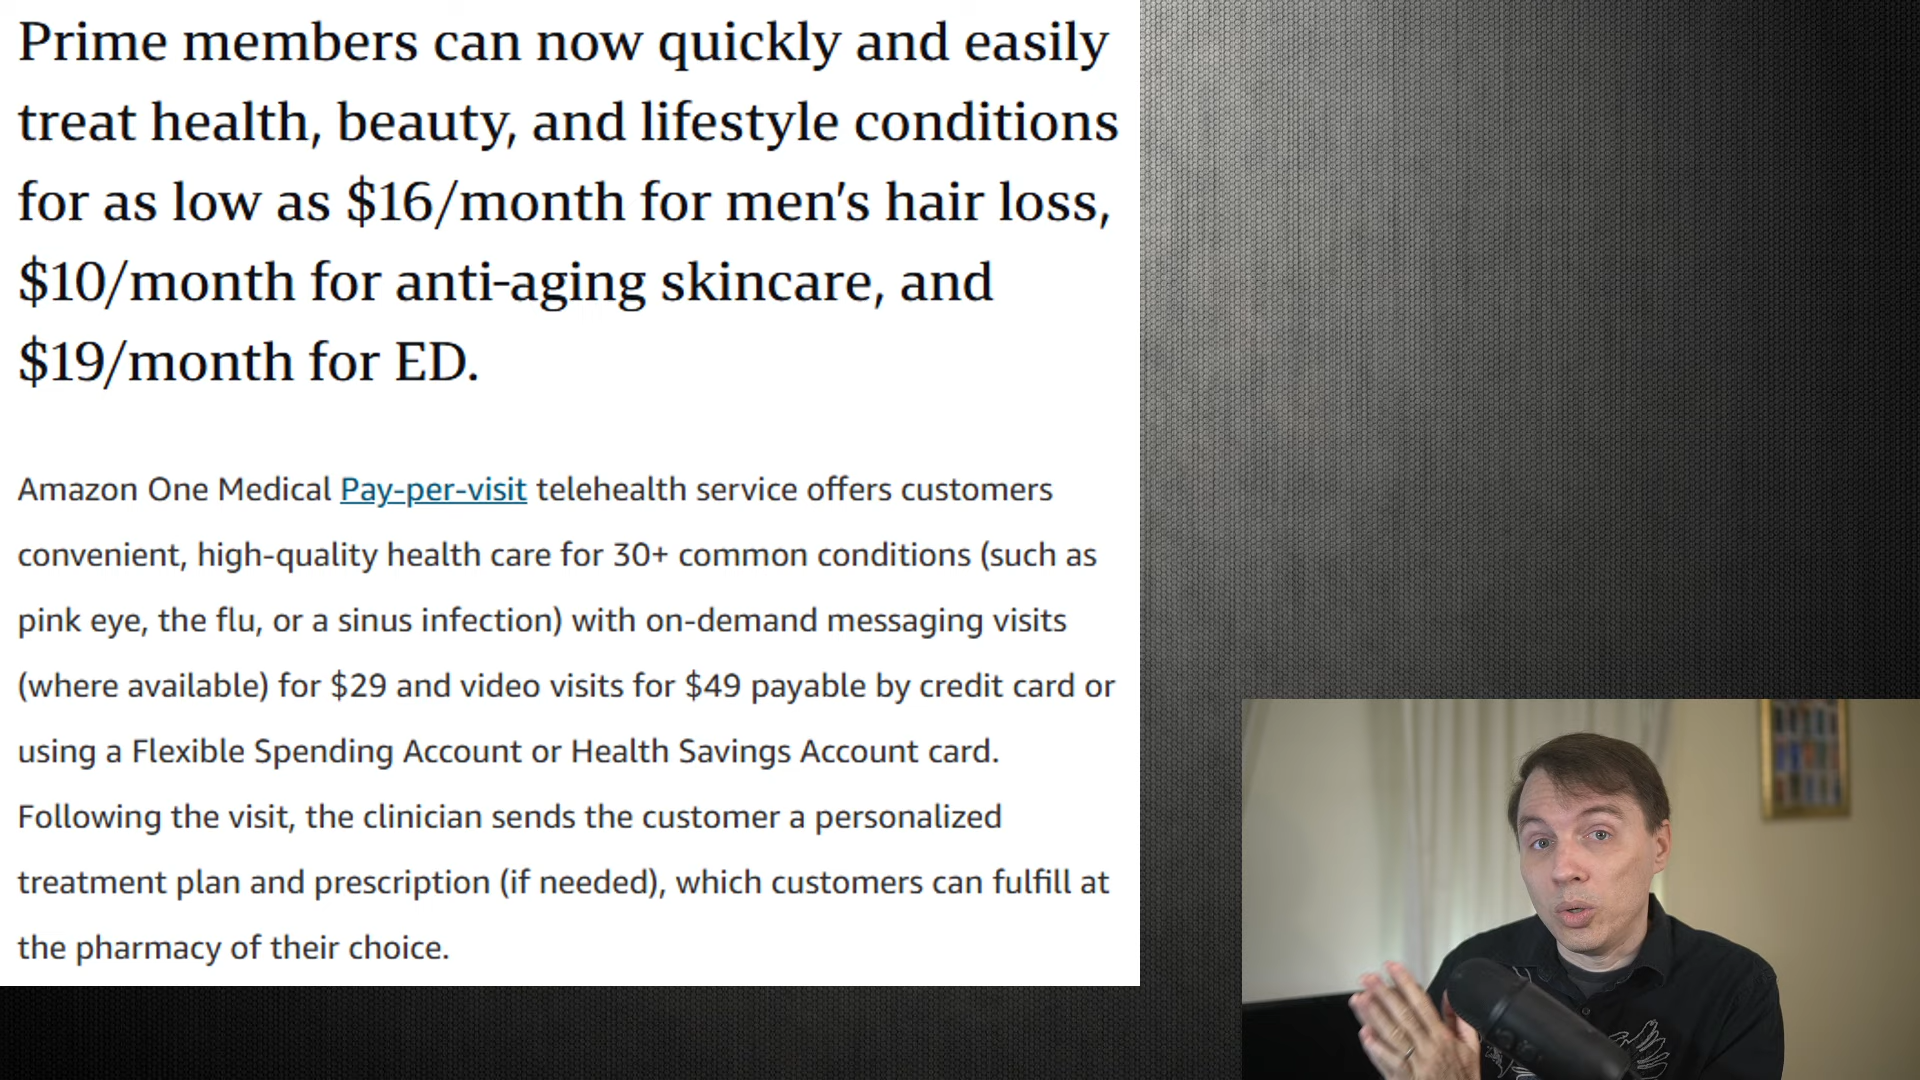 Prime members can now quickly and easily
treat health, beauty, and lifestyle conditions
for as low as $16/month for men’s hair loss,
$10/month for anti-aging skincare, and
$19/month for ED.
Amazon One Medical Pay-per-visit telehealth service offers customers
convenient, high-quality health care for 30+ common conditions (such as
pink eye, the flu, or a sinus infection) with on-demand messaging visits
(where available) for $29 and video visits for $49 payable by credit card or
using a Flexible Spending Account or Health Savings Account card.
Following the visit, the clinician sends the customer a personalized
treatment plan and prescription (if needed), which customers can fulfill at
the pharmacy of their choice.